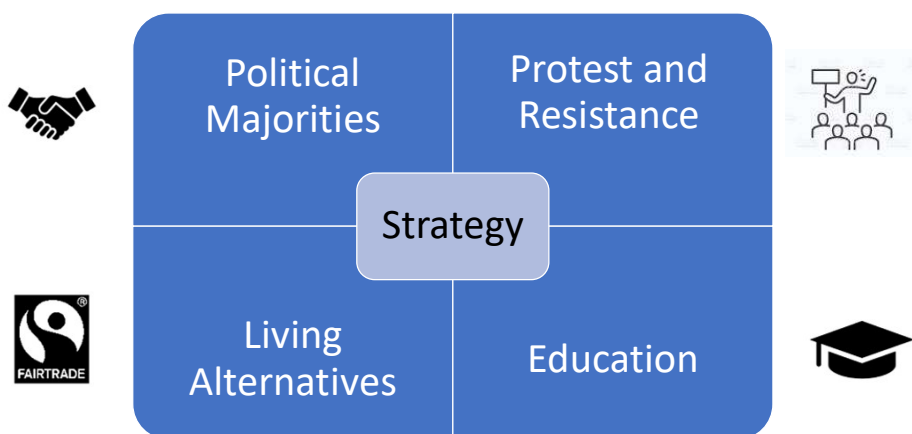 Political
Majorities
Protest and
Resistance
Strategy
Living
Alternatives
Education
®
FAIRTRADE